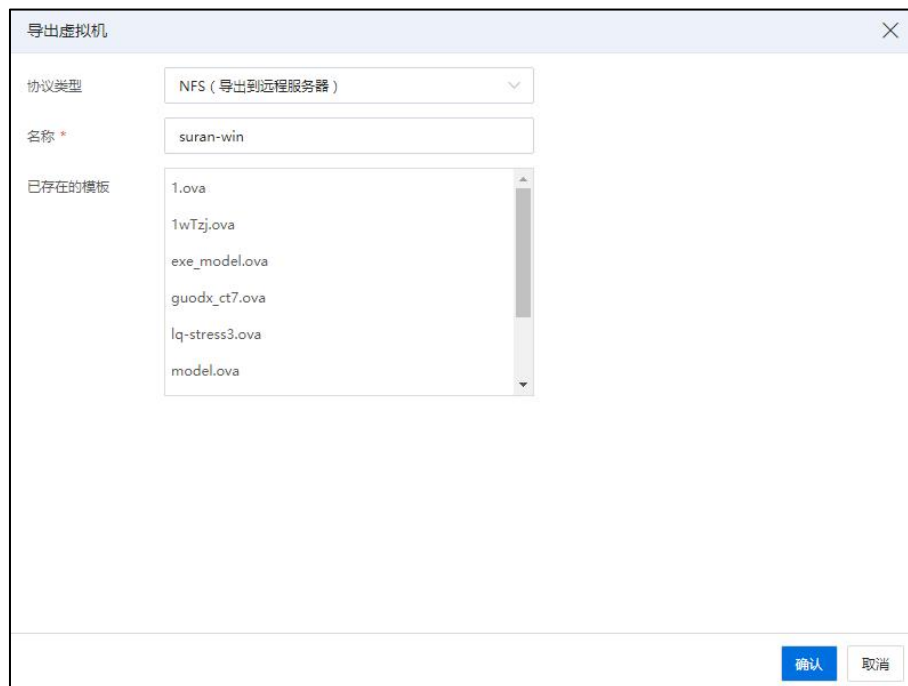 导出虚拟机
协议类型
NFS（导出到远程服务器）
名称 *
suran-win
已存在的模板
1.ova
1wTzj.ova
exe_model.ova
guodx_ct7.ova
lq-stress3.ova
model.ova
确认
取消